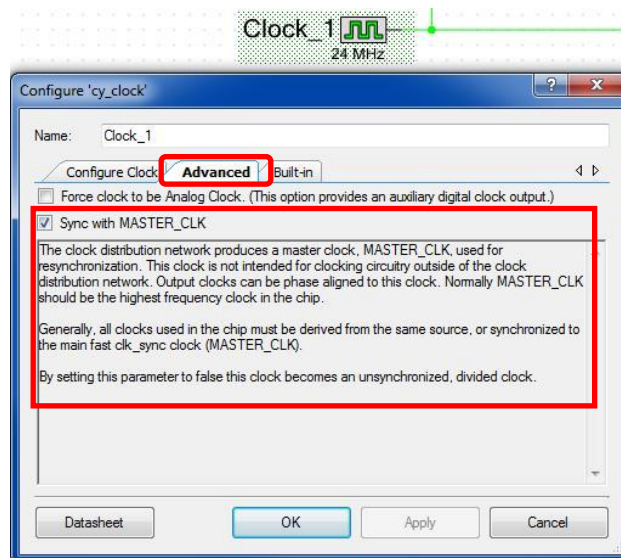 Clock_1
24 MHz
Configure 'cy_clock'
?
X
Name:
Clock_1
Configure Clock
Advanced
Built-in
Force clock to be Analog Clock. (This option provides an auxiliary digital clock output.)
Sync with MASTER_CLK
The clock distribution network produces a master clock, MASTER_CLK, used for
resynchronization. This clock is not intended for clocking circuitry outside of the clock
distribution network. Output clocks can be phase aligned to this clock. Normally MASTER_CLK
should be the highest frequency clock in the chip.
Generally, all clocks used in the chip must be derived from the same source, or synchronized to
the main fast clk_sync clock (MASTER_CLK).
By setting this parameter to false this clock becomes an unsynchronized, divided clock.
Datasheet
OK
Apply
Cancel